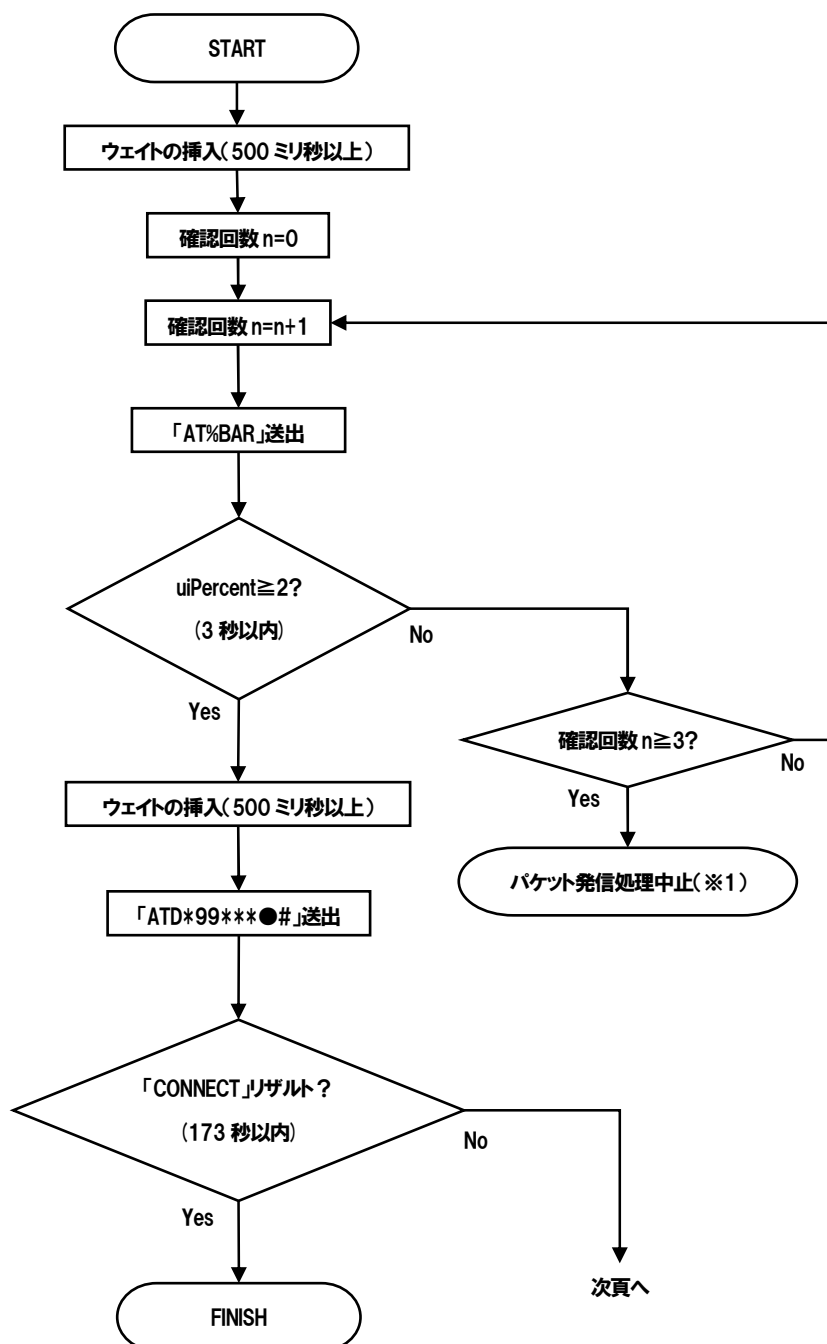 START
ウェイトの挿入(500 ミリ秒以上)
確認回数 n=0
確認回数 n=n+1
「AT%BAR」送出
uiPercent≧2?
(3 秒以内)
No
Yes
確認回数 n≧3?
No
Yes
ウェイトの挿入(500 ミリ秒以上)
パケット発信処理中止(※1)
「ATD*99***●#」送出
「CONNECT」リザルト?
(173 秒以内)
No
Yes
次頁へ
FINISH